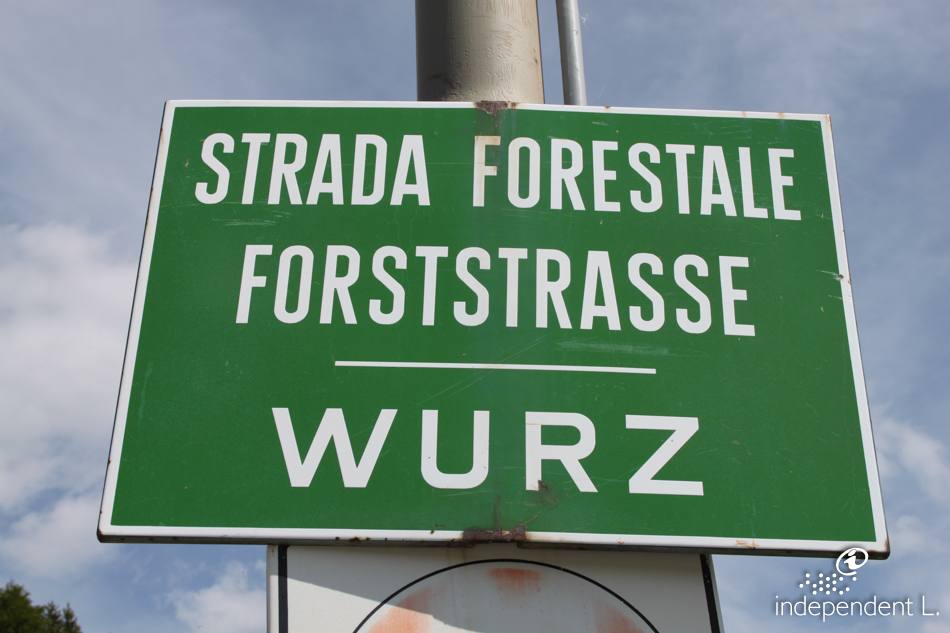 STRADA FORESTALE
FORSTSTRASSE
WURZ
independent L.